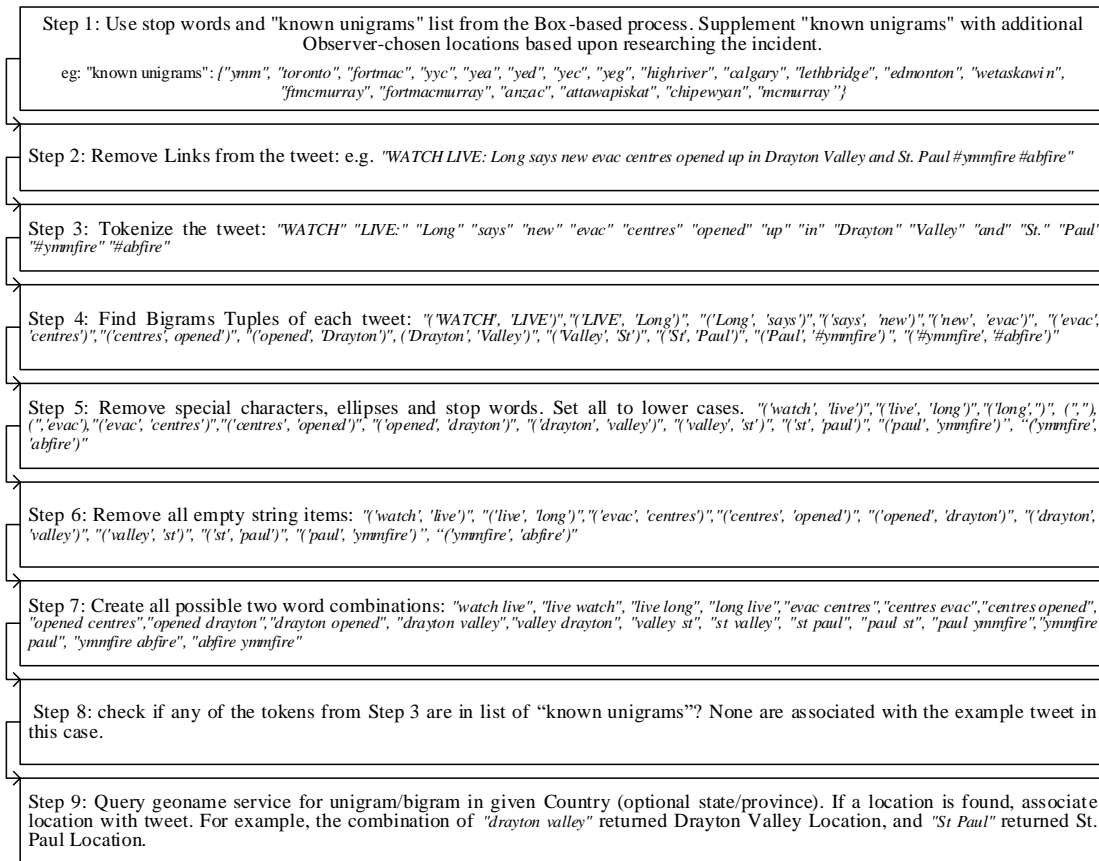 Step 1: Use stop words and "known unigrams" list from the Box-based process. Supplement "known unigrams" with additional
Observer-chosen locations based upon researching the incident.
eg: "known unigrams": {"ymm", "toronto", "fortmac", "yyc", "yea", "yed", "yec", "yeg", "highriver", "calgary", "lethbridge", "edmonton", "wetaskawin",
"ftmcmurray", "fortmacmurray", "anzac", "attawapiskat", "chipewyan", "mcmurray”}
Step 2: Remove Links from the tweet: e.g. "WATCH LIVE: Long says new evac centres opened up in Drayton Valley and St. Paul #ymmfire #abfire"
Step 3: Tokenize the tweet: "WATCH" "LIVE:" "Long" "says" "new" "evac" "centres" "opened" "up" "in" "Drayton" "Valley" "and" "St." "Paul"
"#ymmfire" "#abfire"
Step 4: Find Bigrams Tuples of each tweet: "('WATCH', 'LIVE')","('LIVE', 'Long')", "('Long', 'says')","('says', 'new')","('new', 'evac')", "('evac',
'centres')","('centres', opened')", "('opened', 'Drayton')", ('Drayton', 'Valley')", "('Valley', 'St')", "('St', 'Paul')", "('Paul', '#ymmfire')", "('#ymmfire', '#abfire')"
Step 5: Remove special characters, ellipses and stop words. Set all to lower cases. "('watch', 'live')","('live', 'long')","('long','')", ('',''),
('','evac'),"('evac', 'centres')","('centres', 'opened')", "('opened', 'drayton')", "('drayton', 'valley')", "('valley', 'st')", "('st', 'paul')", "('paul', 'ymmfire')”, “('ymmfire',
'abfire')"
Step 6: Remove all empty string items: "('watch', 'live')", "('live', 'long')","('evac', 'centres')","('centres', 'opened')", "('opened', 'drayton')", "('drayton',
'valley')", "('valley', 'st')", "('st', 'paul')", "('paul', 'ymmfire')”, “('ymmfire', 'abfire')"
Step 7: Create all possible two word combinations: "watch live", "live watch", "live long", "long live","evac centres","centres evac","centres opened",
"opened centres","opened drayton","drayton opened", "drayton valley","valley drayton", "valley st", "st valley", "st paul", "paul st", "paul ymmfire","ymmfire
paul", "ymmfire abfire", "abfire ymmfire"
Step 8: check if any of the tokens from Step 3 are in list of “known unigrams”? None are associated with the example tweet in
this case.
Step 9: Query geoname service for unigram/bigram in given Country (optional state/province). If a location is found, associate
location with tweet. For example, the combination of "drayton valley" returned Drayton Valley Location, and "St Paul" returned St.
Paul Location.